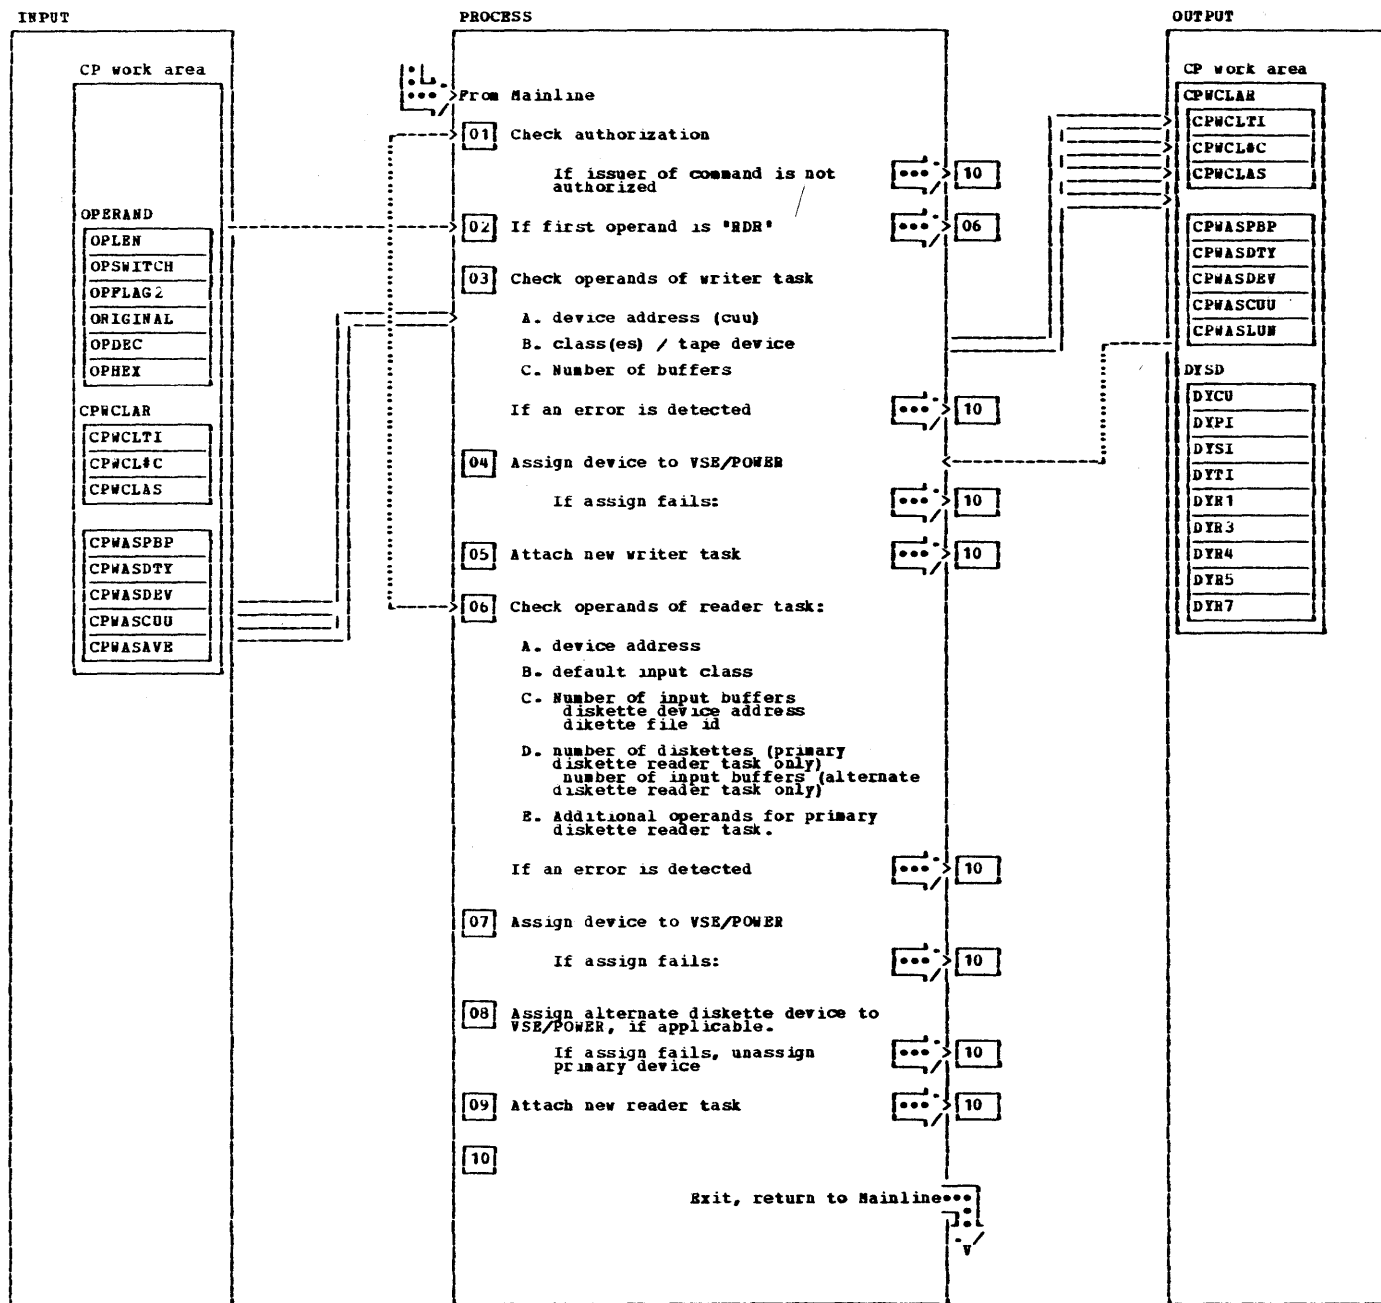 INPUT
PROCESS
OUTPUT
CP work area
OPERAND
OPLEN
OPSWITCH
OPFLAG2
ORIGINAL
OPDEC
OPHEX
CPWCLAR
CPWCLTI
CPWCL#C
CPWCLAS
CPWASPBP
CPWASDTY
CPWASDEV
CPWASCUU
CPWASAVE
From Mainline
01 Check authorization
If issuer of command is not
authorized
10
02 If first operand is "RDR"
06
03 Check operands of writer task
A. device address (cuu)
B. class(es) / tape device
C. Number of buffers
If an error is detected
10
04 Assign device to VSE/POWER
If assign fails:
10
05 Attach new writer task
10
06 Check operands of reader task:
A. device address
B. default input class
C. Number of input buffers
diskette device address
dikette file id
D. number of diskettes (primary
diskette reader task only)
number of input buffers (alternate
diskette reader task only)
E. Additional operands for primary
diskette reader task.
If an error is detected
10
07 Assign device to VSE/POWER
If assign fails:
10
08 Assign alternate diskette device to
VSE/POWER, if applicable.
If assign fails, unassign
primary device
10
09 Attach new reader task
10
10
Exit, return to Mainline
CP work area
CPWCLAR
CPWCLTI
CPWCL#C
CPWCLAS
CPWASPBP
CPWASDTY
CPWASDEV
CPWASCUU
CPWASLUN
DYSD
DYCU
DYPI
DYSI
DYTI
DYR1
DYR3
DYR4
DYR5
DYR7